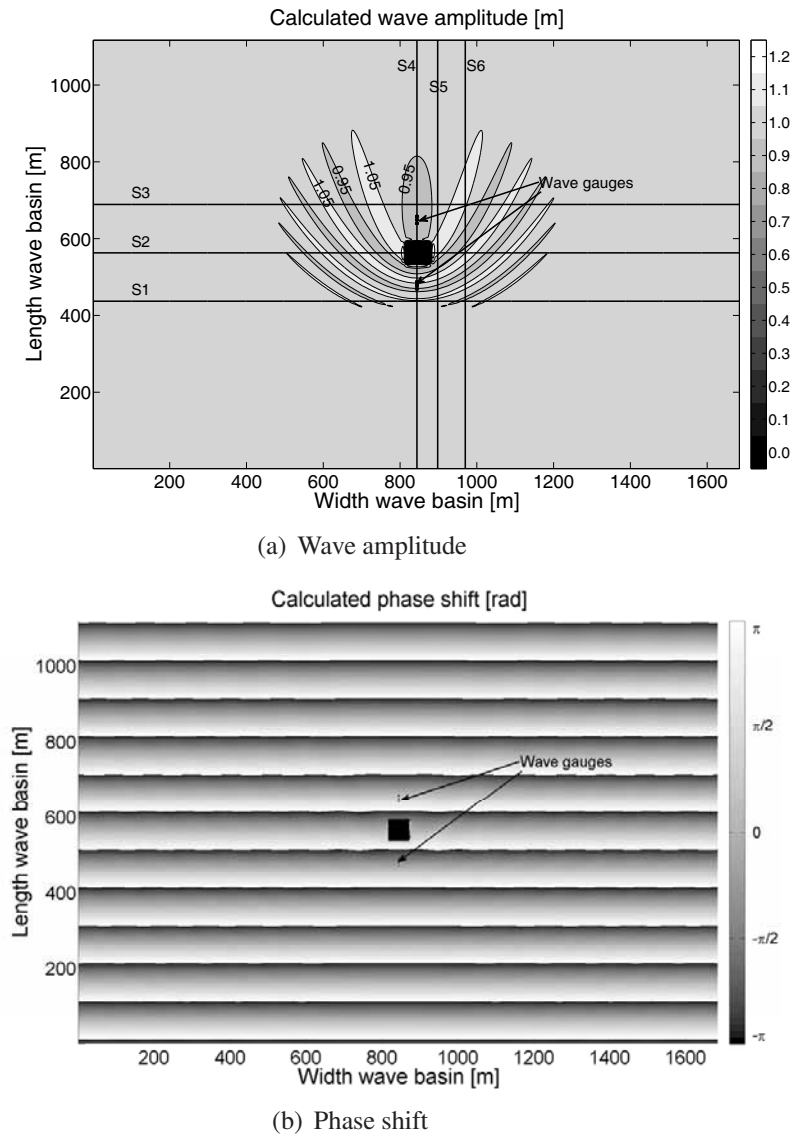 Calculated wave amplitude [m]
Length wave basin [m]
1000
800
600
400
200
S3
S2
S1
S4
S5
S6
1.05
0.95
1.05
0.95
Wave gauges
200 400 600 800 1000 1200 1400 1600
Width wave basin [m]
1.2
1.1
1.0
0.9
0.8
0.7
0.6
0.5
0.4
0.3
0.2
0.1
0.0
(a) Wave amplitude
Calculated phase shift [rad]
Length wave basin [m]
1000
800
600
400
200
Wave gauges
200 400 600 800 1000 1200 1400 1600
Width wave basin [m]
π
π/2
0
-π/2
-π
(b) Phase shift